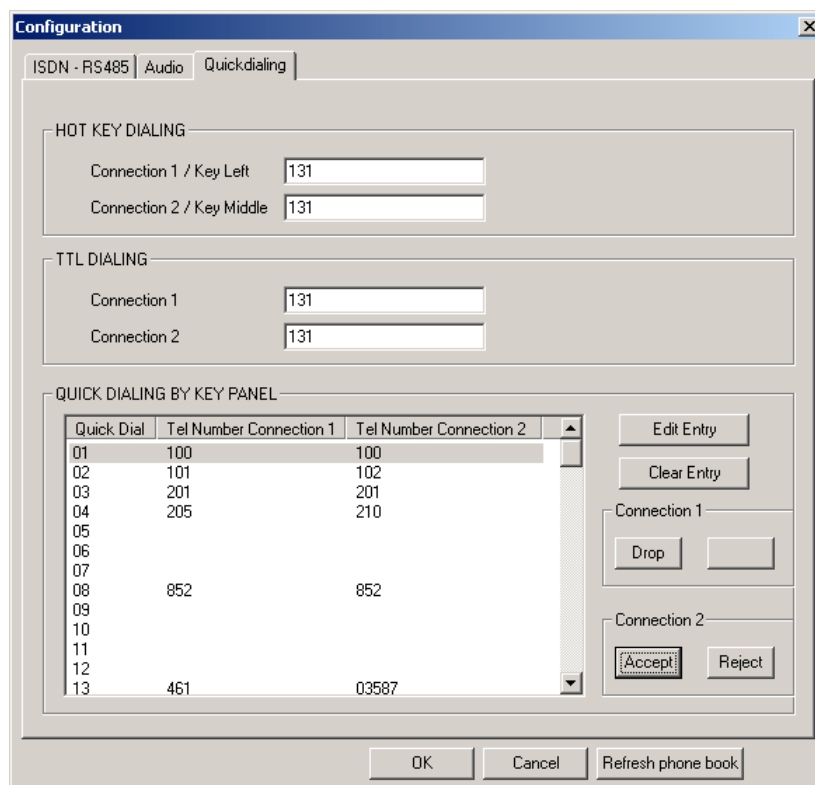 Configuration
ISDN - RS485 Audio Quickdialing
HOT KEY DIALING
Connection 1 / Key Left 131
Connection 2 / Key Middle 131
TTL DIALING
Connection 1 131
Connection 2 131
QUICK DIALING BY KEY PANEL
Quick Dial Tel Number Connection 1 Tel Number Connection 2
01 100 100
02 101 102
03 201 201
04 205 210
05
06
07
08 852 852
09
10
11
12
13 461 03587
Edit Entry
Clear Entry
Connection 1
Drop
Connection 2
Accept Reject
OK Cancel Refresh phone book